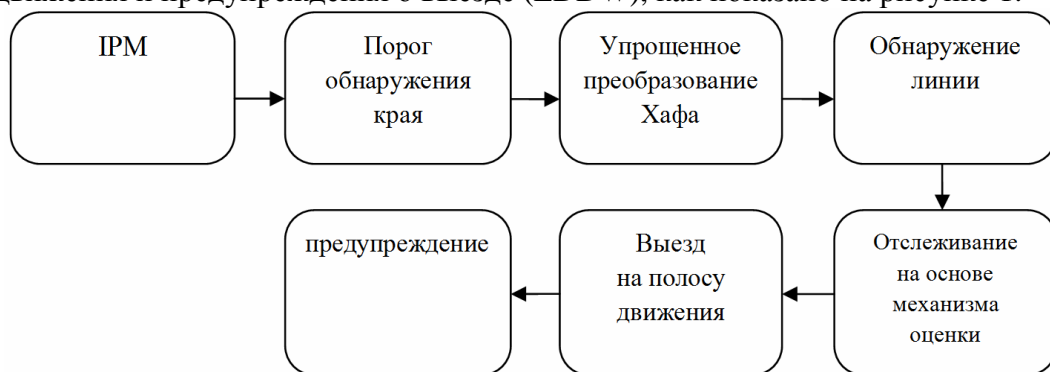 движения и предупреждения о выезде (LDDW), как показано на рисунке 1.
IPM
Порог
обнаружения
края
Упрощенное
преобразование
Хафа
Обнаружение
линии
Отслеживание
на основе
механизма
оценки
Выезд
на полосу
движения
предупреждение